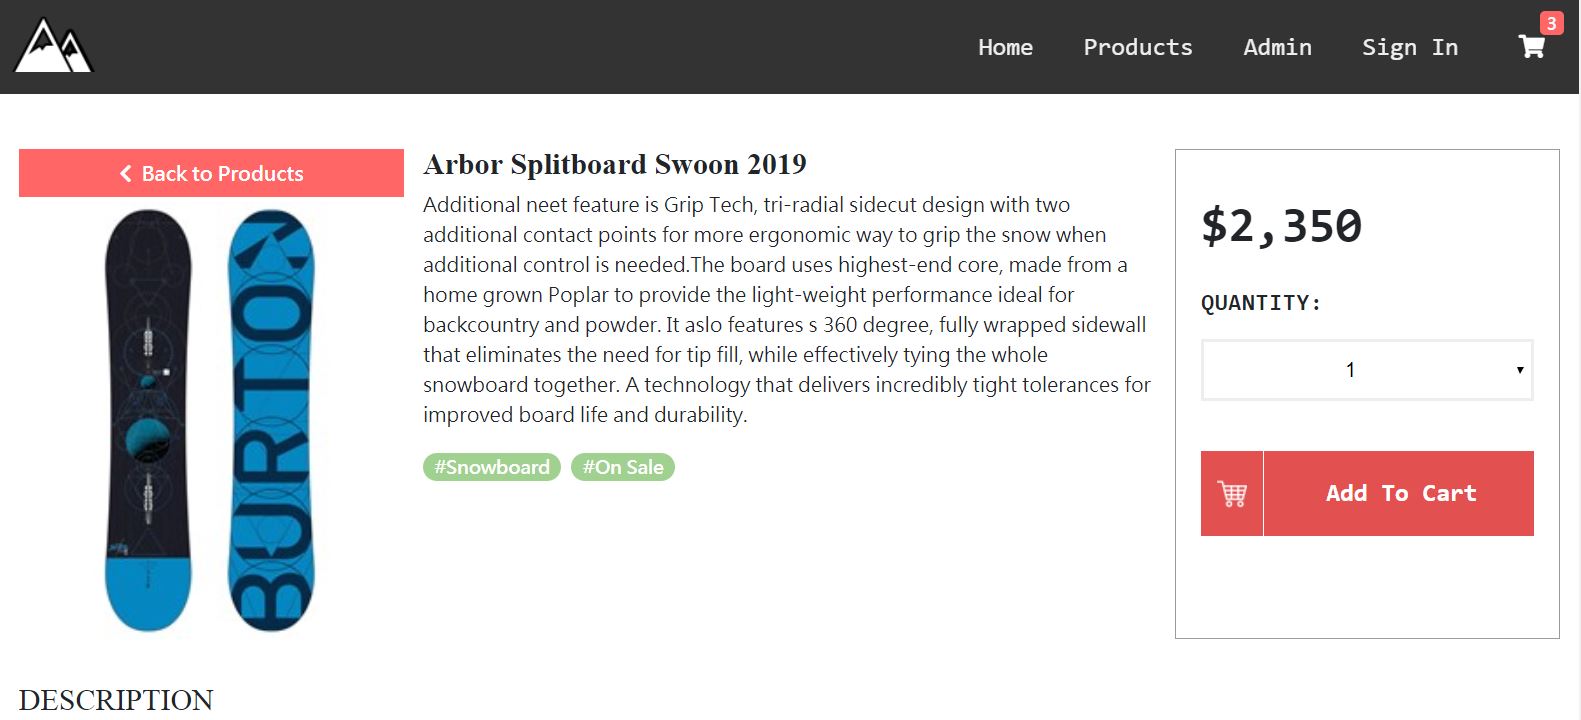 3
Home Products Admin Sign In
Back to Products
BURTON
Arbor Splitboard Swoon 2019
Additional neet feature is Grip Tech, tri-radial sidecut design with two
additional contact points for more ergonomic way to grip the snow when
additional control is needed.The board uses highest-end core, made from a
home grown Poplar to provide the light-weight performance ideal for
backcountry and powder. It aslo features s 360 degree, fully wrapped sidewall
that eliminates the need for tip fill, while effectively tying the whole
snowboard together. A technology that delivers incredibly tight tolerances for
improved board life and durability.
#Snowboard #On Sale
$2,350
QUANTITY:
1
Add To Cart
DESCRIPTION